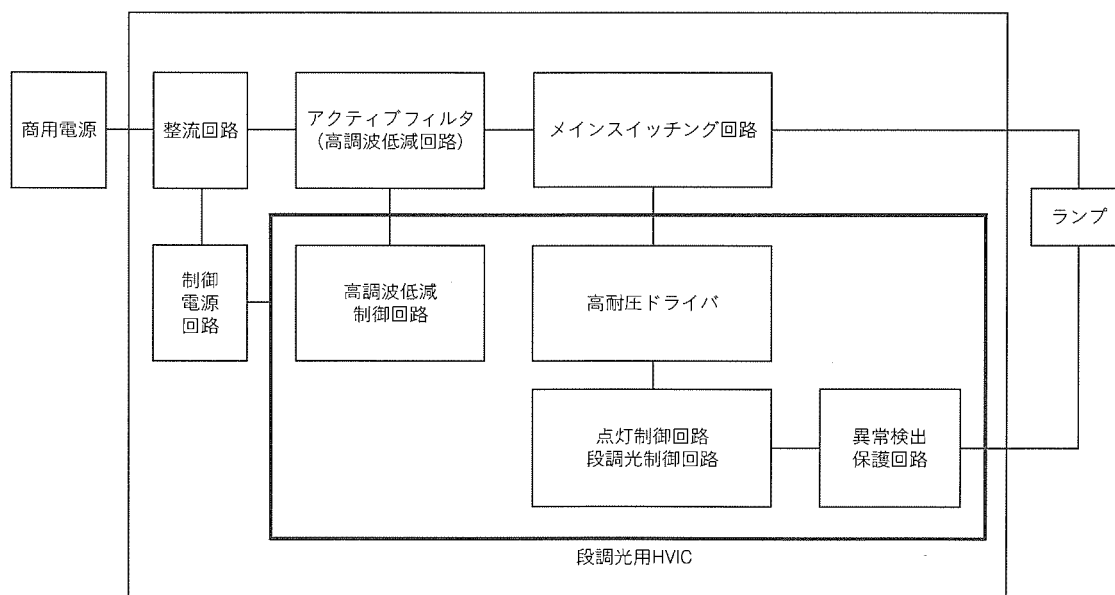 商用電源
整流回路
アクティブフィルタ
(高調波低減回路)
メインスイッチング回路
ランプ
制御
電源
回路
高調波低減
制御回路
高耐圧ドライバ
点灯制御回路
段調光制御回路
異常検出
保護回路
段調光用HVIC